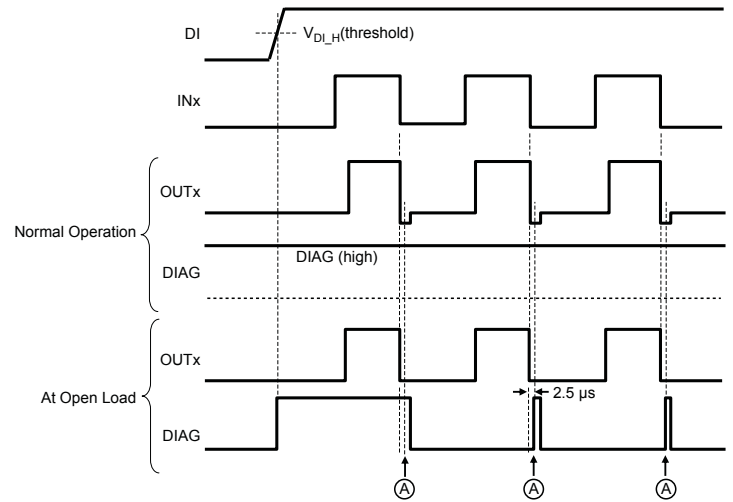 DI
V_DI_H(threshold)
INx
Normal Operation
OUTx
DIAG (high)
DIAG
At Open Load
OUTx
2.5 µs
DIAG
A
A
A